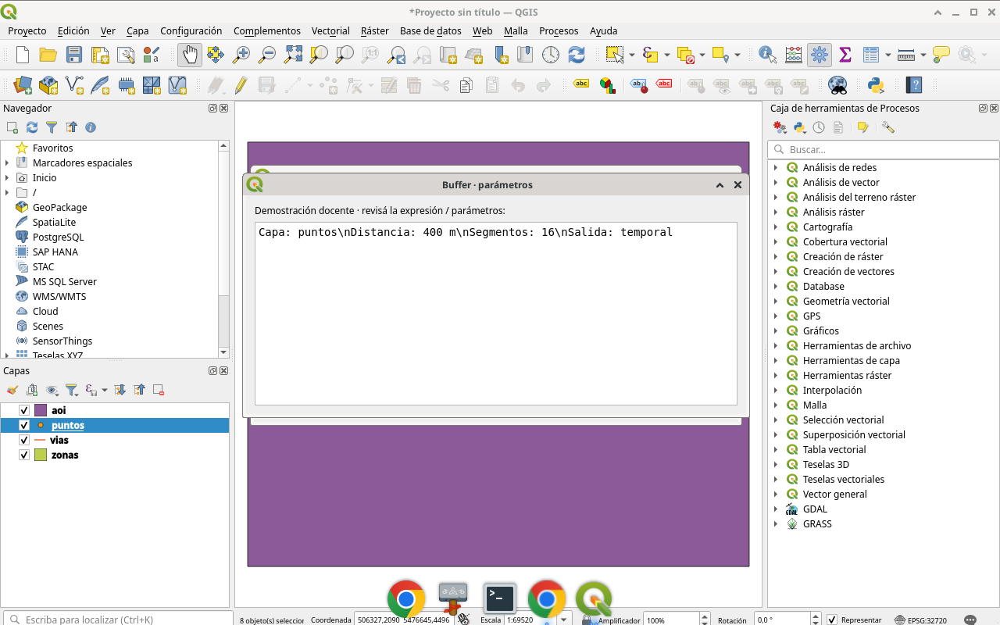 *Proyecto sin título — QGIS
Proyecto Edición Ver Capa Configuración Complementos Vectorial Ráster Base de datos Web Malla Procesos Ayuda
Navegador
Favoritos
Marcadores espaciales
Inicio
/
GeoPackage
SpatiaLite
PostgreSQL
SAP HANA
STAC
MS SQL Server
WMS/WMTS
Cloud
Scenes
SensorThings
Teselas XYZ
Capas
aoi
puntos
vias
zonas
Buffer · parámetros
Demostración docente · revisá la expresión / parámetros:
Capa: puntos\nDistancia: 400 m\nSegmentos: 16\nSalida: temporal
Caja de herramientas de Procesos
Buscar...
Análisis de redes
Análisis de vector
Análisis del terreno ráster
Análisis ráster
Cartografía
Cobertura vectorial
Creación de ráster
Creación de vectores
Database
Geometría vectorial
GPS
Gráficos
Herramientas de archivo
Herramientas de capa
Herramientas ráster
Interpolación
Malla
Selección vectorial
Superposición vectorial
Tabla vectorial
Teselas 3D
Teselas vectoriales
Vector general
GDAL
GRASS
Escriba para localizar (Ctrl+K)
8 objeto(s) seleccior
Coordenada
506327,2090 5476645,4496
Escala
1:69520
Amplificador
100%
Rotación
0,0 °
Representar
EPSG:32720